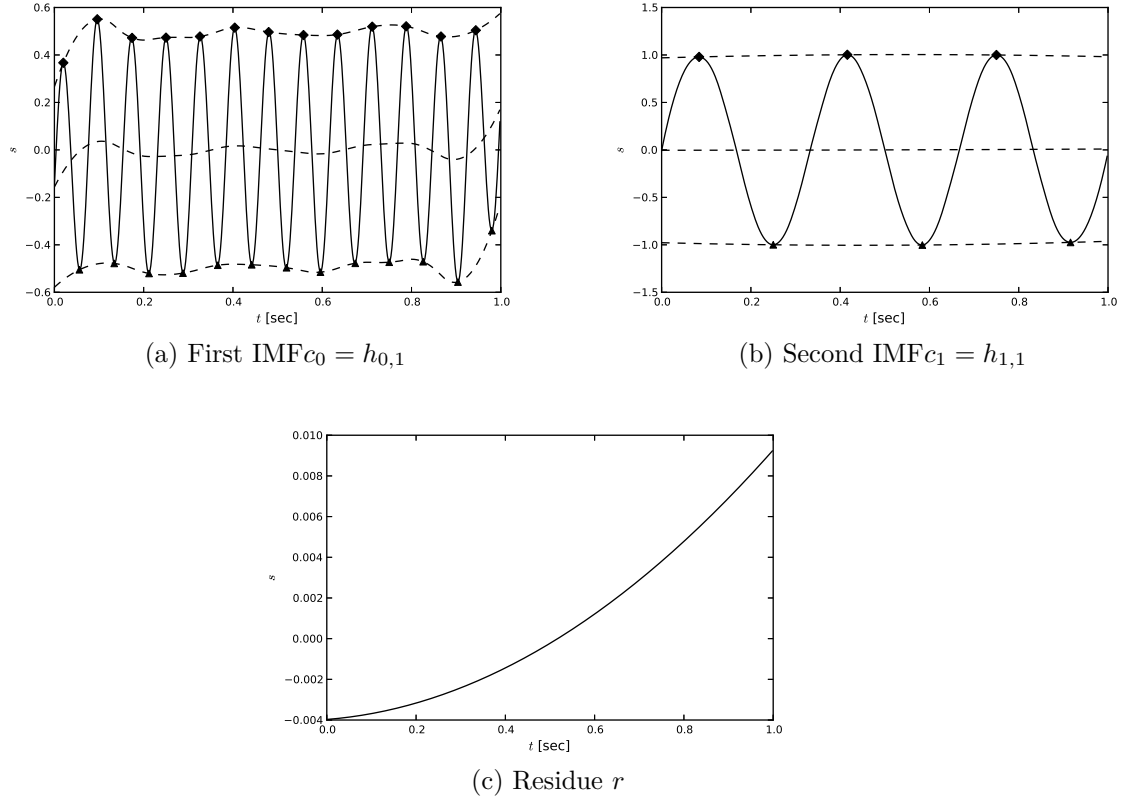 0.6
0.4
0.2
0.0
−0.2
−0.4
−0.6
s
0.0 0.2 0.4 0.6 0.8 1.0
t [sec]
(a) First IMFc₀ = h₀,₁
1.5
1.0
0.5
0.0
−0.5
−1.0
−1.5
s
0.0 0.2 0.4 0.6 0.8 1.0
t [sec]
(b) Second IMFc₁ = h₁,₁
0.010
0.008
0.006
0.004
0.002
0.000
−0.002
−0.004
s
0.0 0.2 0.4 0.6 0.8 1.0
t [sec]
(c) Residue r